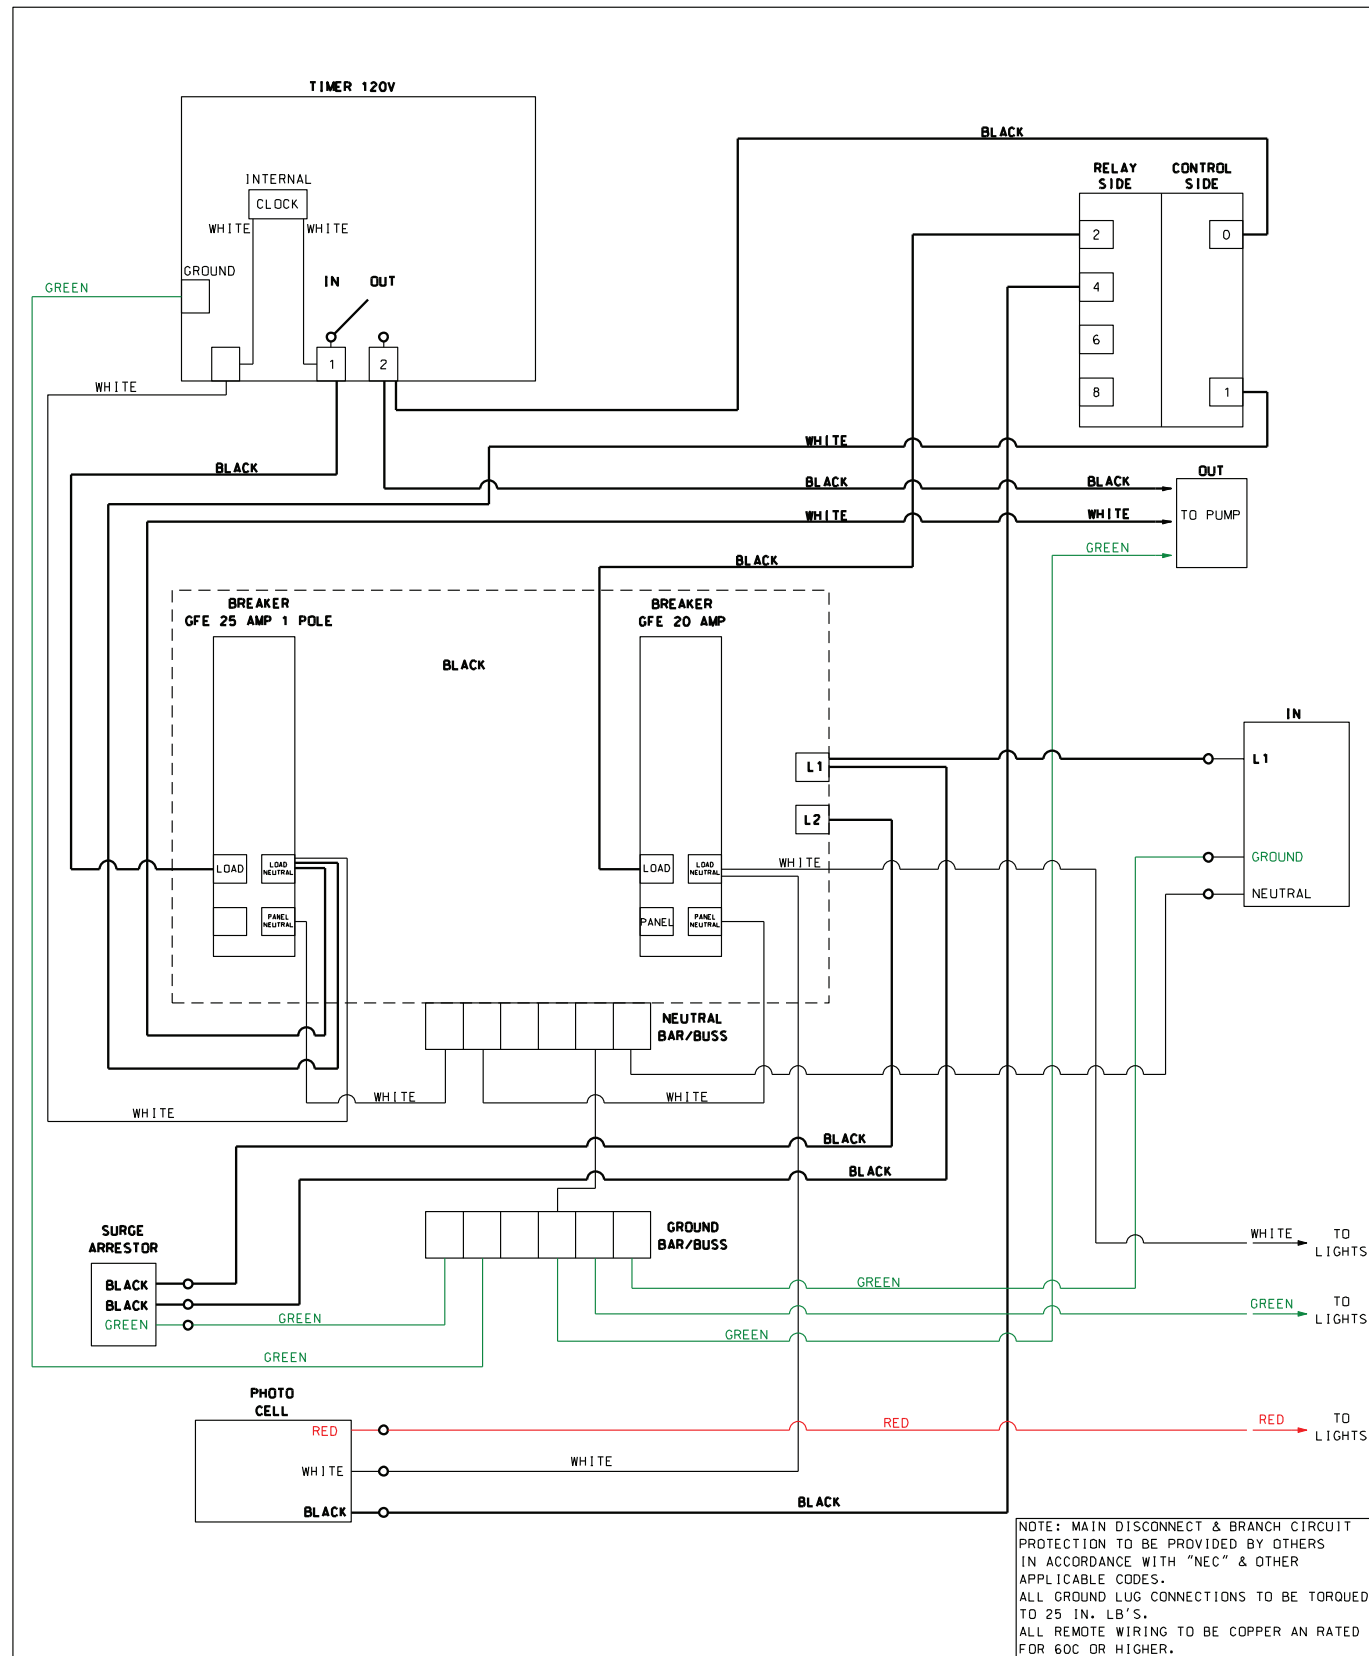 TIMER 120V
BLACK
RELAY
SIDE
CONTROL
SIDE
INTERNAL
CLOCK
WHITE
WHITE
2
0
GROUND
GREEN
IN
OUT
4
6
1
2
WHITE
8
1
WHITE
BLACK
OUT
BLACK
BLACK
WHITE
WHITE
TO PUMP
GREEN
BLACK
BREAKER
GFE 25 AMP 1 POLE
BREAKER
GFE 20 AMP
BLACK
IN
L1
L1
L2
LOAD
LOAD
NEUTRAL
LOAD
LOAD
NEUTRAL
WHITE
GROUND
NEUTRAL
PANEL
NEUTRAL
PANEL
PANEL
NEUTRAL
NEUTRAL
BAR/BUSS
WHITE
WHITE
WHITE
BLACK
BLACK
SURGE
ARRESTOR
GROUND
BAR/BUSS
WHITE
TO
LIGHTS
BLACK
BLACK
GREEN
GREEN
GREEN
GREEN
TO
LIGHTS
GREEN
GREEN
PHOTO
CELL
RED
RED
RED
TO
LIGHTS
WHITE
WHITE
BLACK
BLACK
NOTE: MAIN DISCONNECT & BRANCH CIRCUIT
PROTECTION TO BE PROVIDED BY OTHERS
IN ACCORDANCE WITH "NEC" & OTHER
APPLICABLE CODES.
ALL GROUND LUG CONNECTIONS TO BE TORQUED
TO 25 IN. LB'S.
ALL REMOTE WIRING TO BE COPPER AN RATED
FOR 60C OR HIGHER.